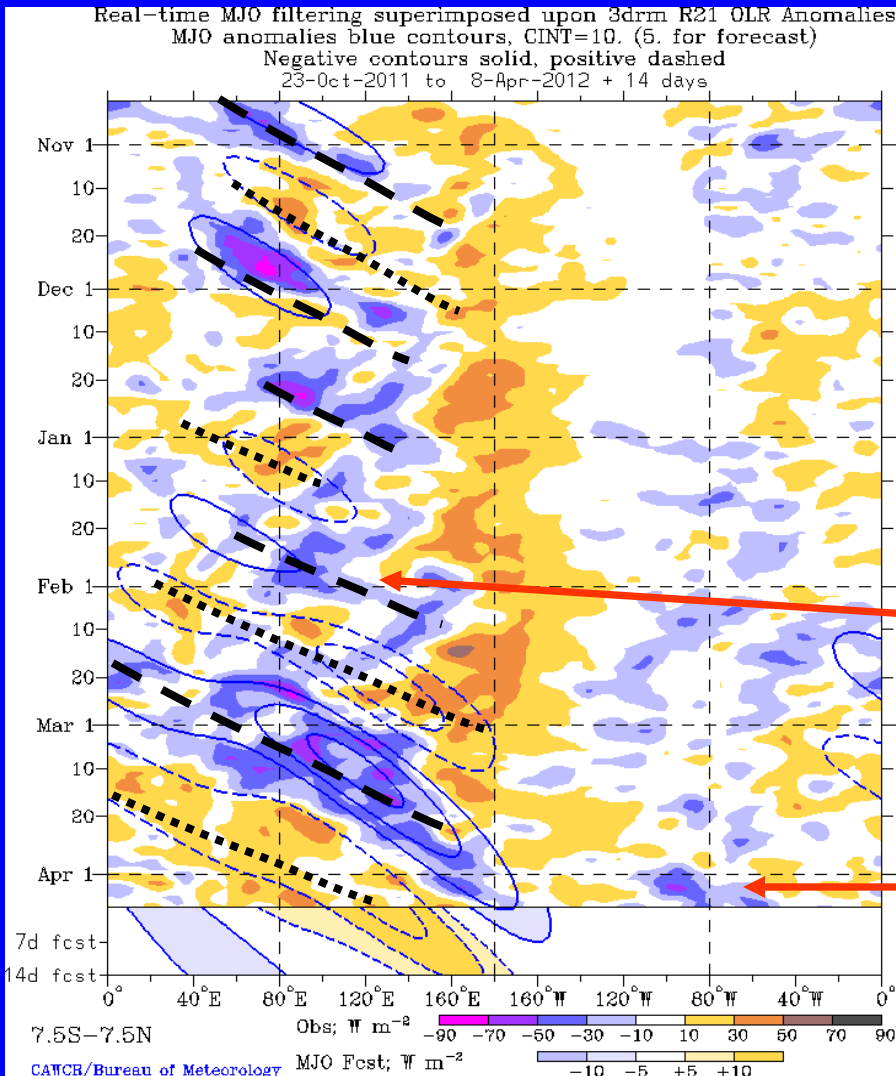 Real-time MJO filtering superimposed upon 3drm R21 OLR Anomalies
MJO anomalies blue contours, CINT=10. (5. for forecast)
Negative contours solid, positive dashed
23-Oct-2011 to 8-Apr-2012 + 14 days
Nov 1
10
20
Dec 1
10
20
Jan 1
10
20
Feb 1
10
20
Mar 1
10
20
Apr 1
7d fcst
14d fcst
0° 40°E 80°E 120°E 160°E 160°W 120°W 80°W 40°W 0°
7.5S-7.5N
Obs; W m-2
-90 -70 -50 -30 -10 10 30 50 70 90
CAWCR/Bureau of Meteorology
MJO Fcst; W m-2
-10 -5 +5 +10